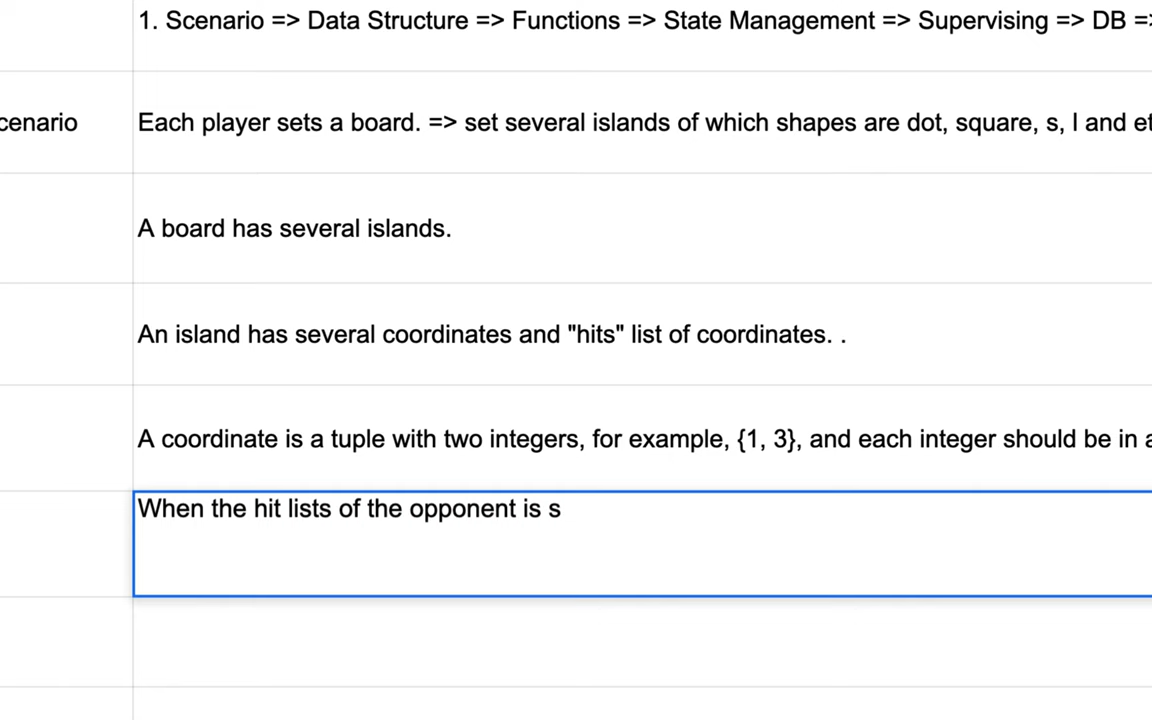 1. Scenario => Data Structure => Functions => State Management => Supervising => DB =>
cenario
Each player sets a board. => set several islands of which shapes are dot, square, s, l and et
A board has several islands.
An island has several coordinates and "hits" list of coordinates. .
A coordinate is a tuple with two integers, for example, {1, 3}, and each integer should be in a
When the hit lists of the opponent is s